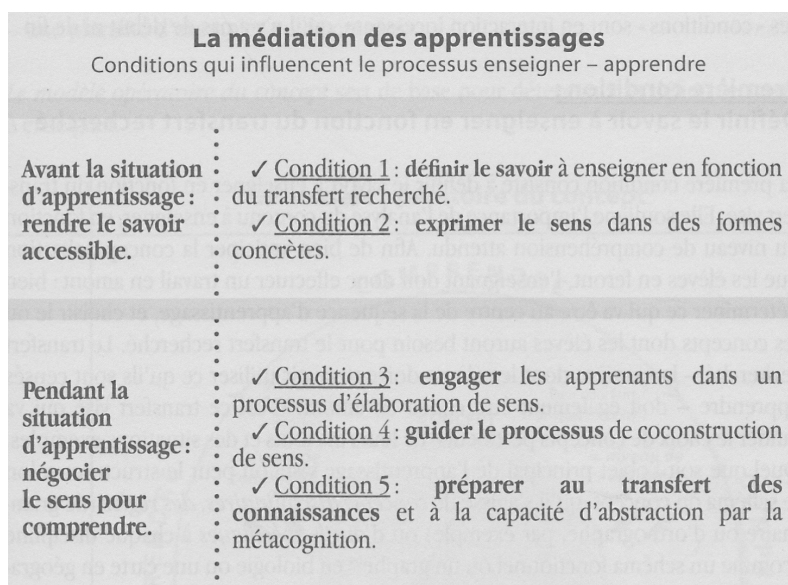 La médiation des apprentissages
Conditions qui influencent le processus enseigner – apprendre
Avant la situation
d'apprentissage :
rendre le savoir
accessible.
✓ Condition 1 : définir le savoir à enseigner en fonction
du transfert recherché.
✓ Condition 2 : exprimer le sens dans des formes
concrètes.
Pendant la
situation
d'apprentissage :
négocier
le sens pour
comprendre.
✓ Condition 3 : engager les apprenants dans un
processus d'élaboration de sens.
✓ Condition 4 : guider le processus de coconstruction
de sens.
✓ Condition 5 : préparer au transfert des
connaissances et à la capacité d'abstraction par la
métacognition.